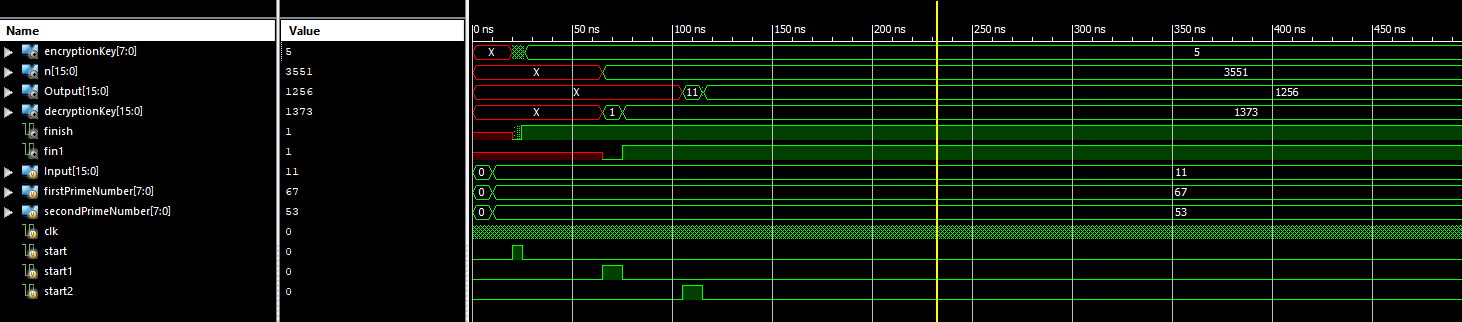 Name Value 0 ns 50 ns 100 ns 150 ns 200 ns 250 ns 300 ns 350 ns 400 ns 450 ns
encryptionKey[7:0] 5 X 5
n[15:0] 3551 X 3551
Output[15:0] 1256 X 11 1256
decryptionKey[15:0] 1373 X 1 1373
finish 1
fin1 1
Input[15:0] 11 0 11
firstPrimeNumber[7:0] 67 0 67
secondPrimeNumber[7:0] 53 0 53
clk 0
start 0
start1 0
start2 0